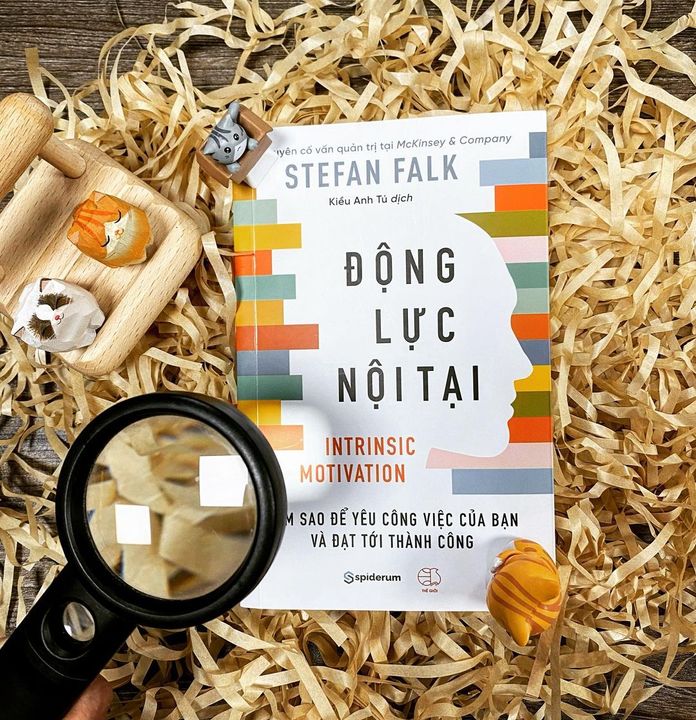 cố vấn quản trị tại McKinsey & Company
STEFAN FALK
Kiều Anh Tú dịch
ĐỘNG
LỰC
NỘI TẠI
INTRINSIC
MOTIVATION
SAO ĐỂ YÊU CÔNG VIỆC CỦA BẠN
VÀ ĐẠT TỚI THÀNH CÔNG
spiderum
THẾ GIỚI